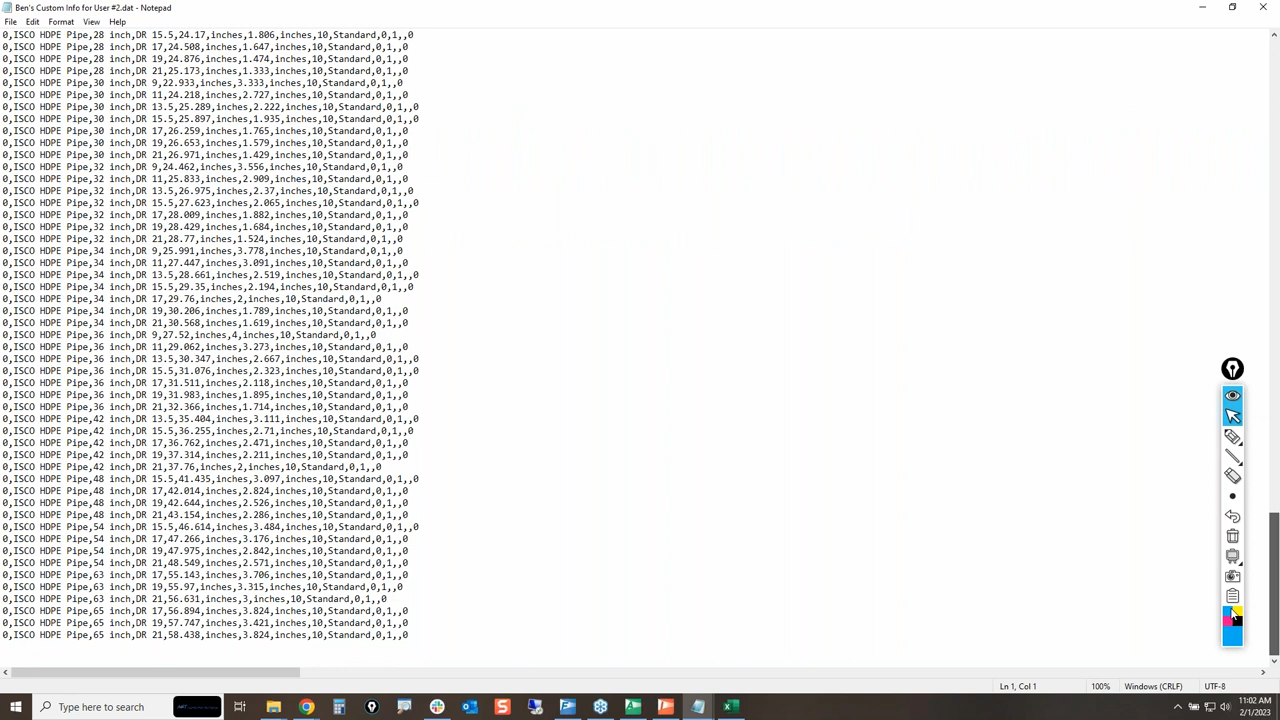 Ben's Custom Info for User #2.dat - Notepad
File Edit Format View Help
0,ISCO HDPE Pipe,28 inch,DR 15.5,24.17,inches,1.806,inches,10,Standard,0,1,,0
0,ISCO HDPE Pipe,28 inch,DR 17,24.508,inches,1.647,inches,10,Standard,0,1,,0
0,ISCO HDPE Pipe,28 inch,DR 19,24.876,inches,1.474,inches,10,Standard,0,1,,0
0,ISCO HDPE Pipe,28 inch,DR 21,25.173,inches,1.333,inches,10,Standard,0,1,,0
0,ISCO HDPE Pipe,30 inch,DR 9,22.933,inches,3.333,inches,10,Standard,0,1,,0
0,ISCO HDPE Pipe,30 inch,DR 11,24.218,inches,2.727,inches,10,Standard,0,1,,0
0,ISCO HDPE Pipe,30 inch,DR 13.5,25.289,inches,2.222,inches,10,Standard,0,1,,0
0,ISCO HDPE Pipe,30 inch,DR 15.5,25.897,inches,1.935,inches,10,Standard,0,1,,0
0,ISCO HDPE Pipe,30 inch,DR 17,26.259,inches,1.765,inches,10,Standard,0,1,,0
0,ISCO HDPE Pipe,30 inch,DR 19,26.653,inches,1.579,inches,10,Standard,0,1,,0
0,ISCO HDPE Pipe,30 inch,DR 21,26.971,inches,1.429,inches,10,Standard,0,1,,0
0,ISCO HDPE Pipe,32 inch,DR 9,24.462,inches,3.556,inches,10,Standard,0,1,,0
0,ISCO HDPE Pipe,32 inch,DR 11,25.833,inches,2.909,inches,10,Standard,0,1,,0
0,ISCO HDPE Pipe,32 inch,DR 13.5,26.975,inches,2.37,inches,10,Standard,0,1,,0
0,ISCO HDPE Pipe,32 inch,DR 15.5,27.623,inches,2.065,inches,10,Standard,0,1,,0
0,ISCO HDPE Pipe,32 inch,DR 17,28.009,inches,1.882,inches,10,Standard,0,1,,0
0,ISCO HDPE Pipe,32 inch,DR 19,28.429,inches,1.684,inches,10,Standard,0,1,,0
0,ISCO HDPE Pipe,32 inch,DR 21,28.77,inches,1.524,inches,10,Standard,0,1,,0
0,ISCO HDPE Pipe,34 inch,DR 9,25.991,inches,3.778,inches,10,Standard,0,1,,0
0,ISCO HDPE Pipe,34 inch,DR 11,27.447,inches,3.091,inches,10,Standard,0,1,,0
0,ISCO HDPE Pipe,34 inch,DR 13.5,28.661,inches,2.519,inches,10,Standard,0,1,,0
0,ISCO HDPE Pipe,34 inch,DR 15.5,29.35,inches,2.194,inches,10,Standard,0,1,,0
0,ISCO HDPE Pipe,34 inch,DR 17,29.76,inches,2,inches,10,Standard,0,1,,0
0,ISCO HDPE Pipe,34 inch,DR 19,30.206,inches,1.789,inches,10,Standard,0,1,,0
0,ISCO HDPE Pipe,34 inch,DR 21,30.568,inches,1.619,inches,10,Standard,0,1,,0
0,ISCO HDPE Pipe,36 inch,DR 9,27.52,inches,4,inches,10,Standard,0,1,,0
0,ISCO HDPE Pipe,36 inch,DR 11,29.062,inches,3.273,inches,10,Standard,0,1,,0
0,ISCO HDPE Pipe,36 inch,DR 13.5,30.347,inches,2.667,inches,10,Standard,0,1,,0
0,ISCO HDPE Pipe,36 inch,DR 15.5,31.076,inches,2.323,inches,10,Standard,0,1,,0
0,ISCO HDPE Pipe,36 inch,DR 17,31.511,inches,2.118,inches,10,Standard,0,1,,0
0,ISCO HDPE Pipe,36 inch,DR 19,31.983,inches,1.895,inches,10,Standard,0,1,,0
0,ISCO HDPE Pipe,36 inch,DR 21,32.366,inches,1.714,inches,10,Standard,0,1,,0
0,ISCO HDPE Pipe,42 inch,DR 13.5,35.404,inches,3.111,inches,10,Standard,0,1,,0
0,ISCO HDPE Pipe,42 inch,DR 15.5,36.255,inches,2.71,inches,10,Standard,0,1,,0
0,ISCO HDPE Pipe,42 inch,DR 17,36.762,inches,2.471,inches,10,Standard,0,1,,0
0,ISCO HDPE Pipe,42 inch,DR 19,37.314,inches,2.211,inches,10,Standard,0,1,,0
0,ISCO HDPE Pipe,42 inch,DR 21,37.76,inches,2,inches,10,Standard,0,1,,0
0,ISCO HDPE Pipe,48 inch,DR 15.5,41.435,inches,3.097,inches,10,Standard,0,1,,0
0,ISCO HDPE Pipe,48 inch,DR 17,42.014,inches,2.824,inches,10,Standard,0,1,,0
0,ISCO HDPE Pipe,48 inch,DR 19,42.644,inches,2.526,inches,10,Standard,0,1,,0
0,ISCO HDPE Pipe,48 inch,DR 21,43.154,inches,2.286,inches,10,Standard,0,1,,0
0,ISCO HDPE Pipe,54 inch,DR 15.5,46.614,inches,3.484,inches,10,Standard,0,1,,0
0,ISCO HDPE Pipe,54 inch,DR 17,47.266,inches,3.176,inches,10,Standard,0,1,,0
0,ISCO HDPE Pipe,54 inch,DR 19,47.975,inches,2.842,inches,10,Standard,0,1,,0
0,ISCO HDPE Pipe,54 inch,DR 21,48.549,inches,2.571,inches,10,Standard,0,1,,0
0,ISCO HDPE Pipe,63 inch,DR 17,55.143,inches,3.706,inches,10,Standard,0,1,,0
0,ISCO HDPE Pipe,63 inch,DR 19,55.97,inches,3.315,inches,10,Standard,0,1,,0
0,ISCO HDPE Pipe,63 inch,DR 21,56.631,inches,3,inches,10,Standard,0,1,,0
0,ISCO HDPE Pipe,65 inch,DR 17,56.894,inches,3.824,inches,10,Standard,0,1,,0
0,ISCO HDPE Pipe,65 inch,DR 19,57.747,inches,3.421,inches,10,Standard,0,1,,0
0,ISCO HDPE Pipe,65 inch,DR 21,58.438,inches,3.824,inches,10,Standard,0,1,,0
Ln 1, Col 1 100% Windows (CRLF) UTF-8
Type here to search
11:02 AM
2/1/2023